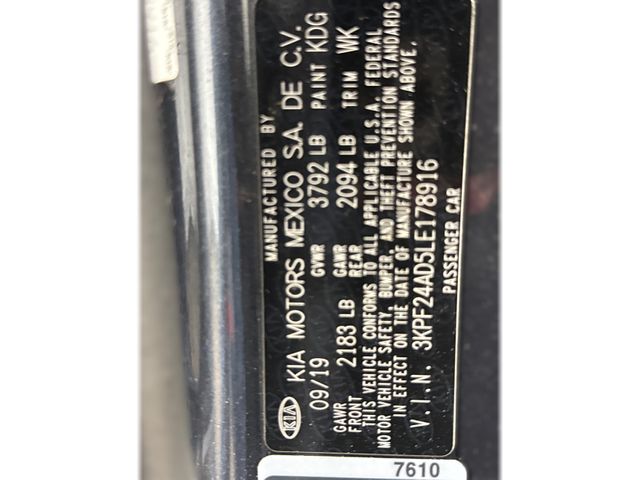 MANUFACTURED BY
KIA KIA MOTORS MEXICO S.A. DE C.V.
09/19 GVWR 3792 LB PAINT KDG
GAWR FRONT 2183 LB GAWR REAR 2094 LB TRIM WK
THIS VEHICLE CONFORMS TO ALL APPLICABLE U.S.A. FEDERAL
MOTOR VEHICLE SAFETY, BUMPER, AND THEFT PREVENTION STANDARDS
IN EFFECT ON THE DATE OF MANUFACTURE SHOWN ABOVE.
V.I.N. 3KPF24AD5LE178916
PASSENGER CAR
7610